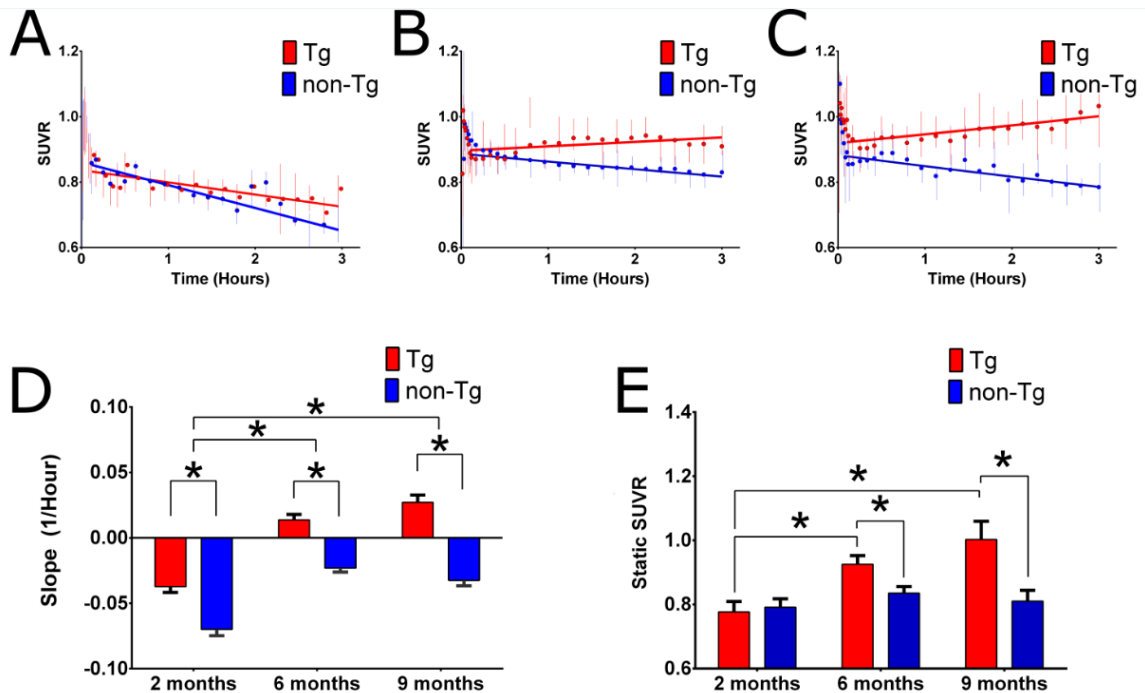 A
Tg
non-Tg
1.2
1.0
0.8
0.6
SUVR
0
1
2
3
Time (Hours)
B
Tg
non-Tg
1.2
1.0
0.8
0.6
SUVR
0
1
2
3
Time (Hours)
C
Tg
non-Tg
1.2
1.0
0.8
0.6
SUVR
0
1
2
3
Time (Hours)
D
Tg
non-Tg
0.10
0.05
0.00
-0.05
-0.10
Slope (1/Hour)
* * * * *
2 months 6 months 9 months
E
Tg
non-Tg
1.4
1.2
1.0
0.8
0.6
Static SUVR
* * * *
2 months 6 months 9 months